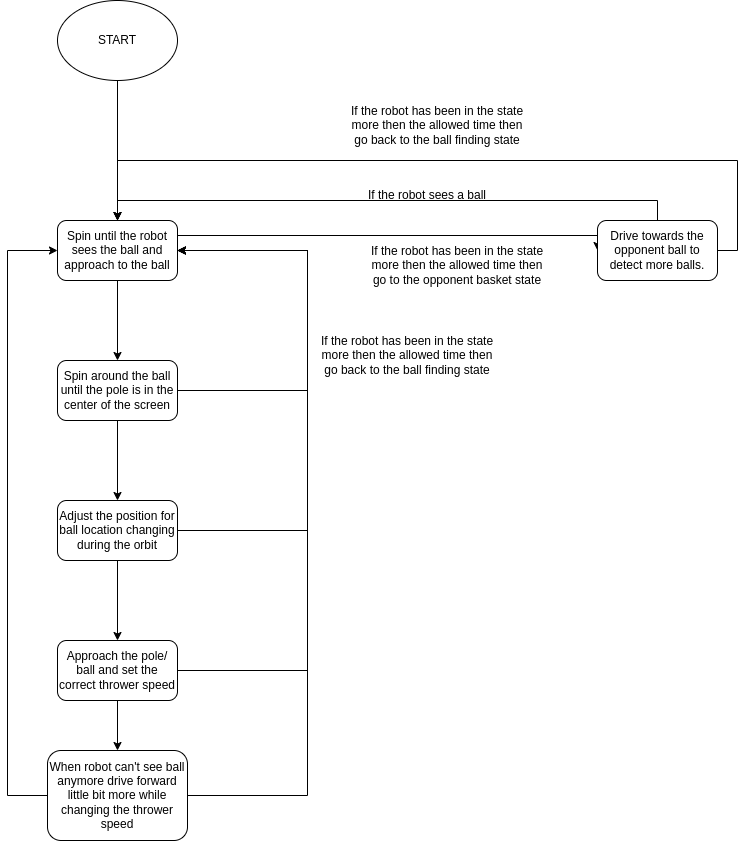 START
If the robot has been in the state
more then the allowed time then
go back to the ball finding state
If the robot sees a ball
Spin until the robot
sees the ball and
approach to the ball
If the robot has been in the state
more then the allowed time then
go to the opponent basket state
Drive towards the
opponent ball to
detect more balls.
If the robot has been in the state
more then the allowed time then
go back to the ball finding state
Spin around the ball
until the pole is in the
center of the screen
Adjust the position for
ball location changing
during the orbit
Approach the pole/
ball and set the
correct thrower speed
When robot can't see ball
anymore drive forward
little bit more while
changing the thrower
speed